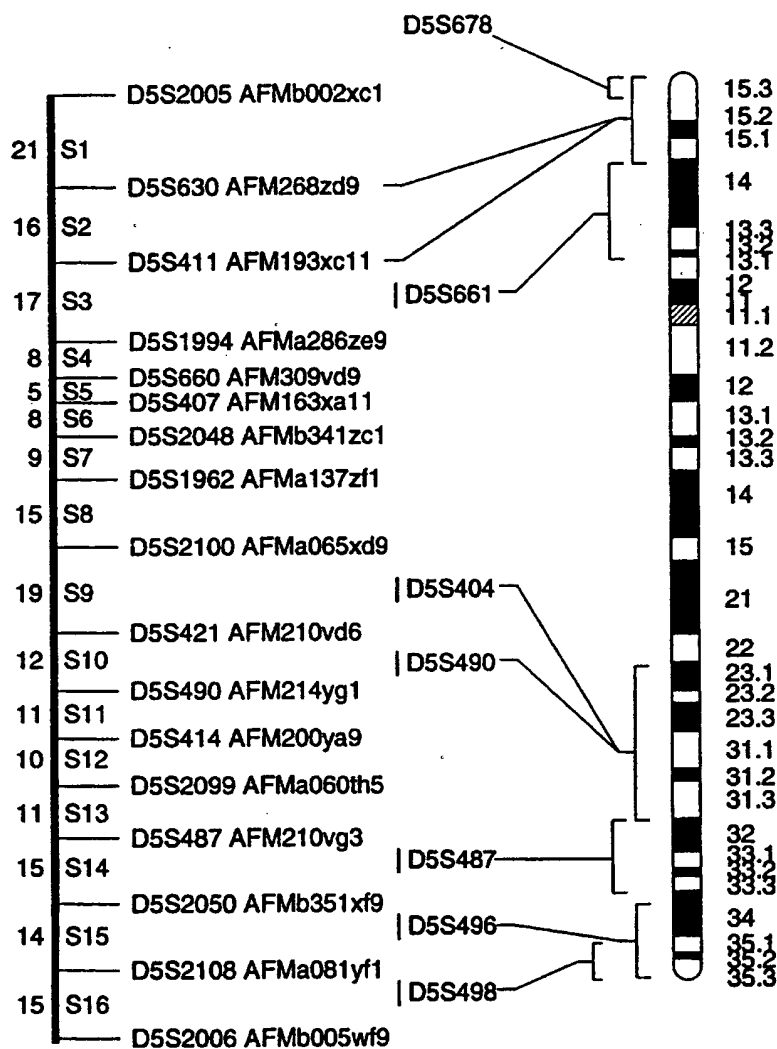 D5S678
D5S2005 AFMb002xc1
21 S1
D5S630 AFM268zd9
16 S2
D5S411 AFM193xc11
17 S3
D5S661
D5S1994 AFMa286ze9
8 S4
D5S660 AFM309vd9
5 S5
D5S407 AFM163xa11
8 S6
D5S2048 AFMb341zc1
9 S7
D5S1962 AFMa137zf1
15 S8
D5S2100 AFMa065xd9
19 S9
D5S404
D5S421 AFM210vd6
12 S10
D5S490
D5S490 AFM214yg1
11 S11
D5S414 AFM200ya9
10 S12
D5S2099 AFMa060th5
11 S13
D5S487 AFM210vg3
15 S14
D5S487
D5S2050 AFMb351xf9
14 S15
D5S496
D5S2108 AFMa081yf1
15 S16
D5S498
D5S2006 AFMb005wf9
15.3
15.2
15.1
14
13.3
13.2
13.1
12
11
11.1
11.2
12
13.1
13.2
13.3
14
15
21
22
23.1
23.2
23.3
31.1
31.2
31.3
32
33.1
33.2
33.3
34
35.1
35.2
35.3